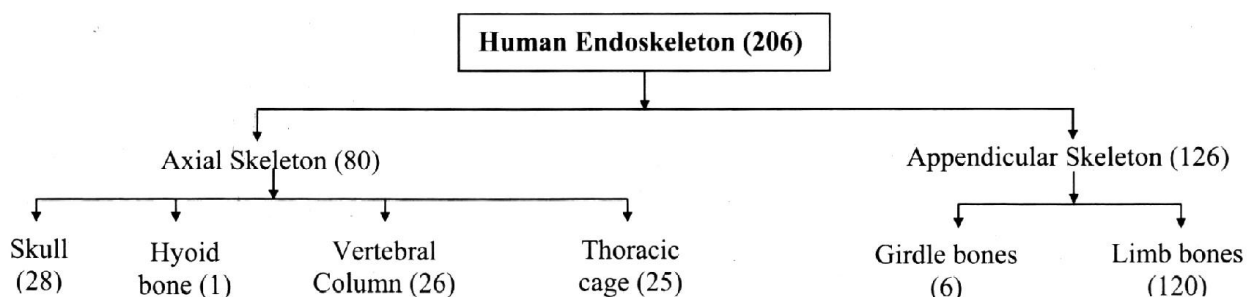 Human Endoskeleton (206)
Axial Skeleton (80)
Appendicular Skeleton (126)
Skull
(28)
Hyoid
bone (1)
Vertebral
Column (26)
Thoracic
cage (25)
Girdle bones
(6)
Limb bones
(120)